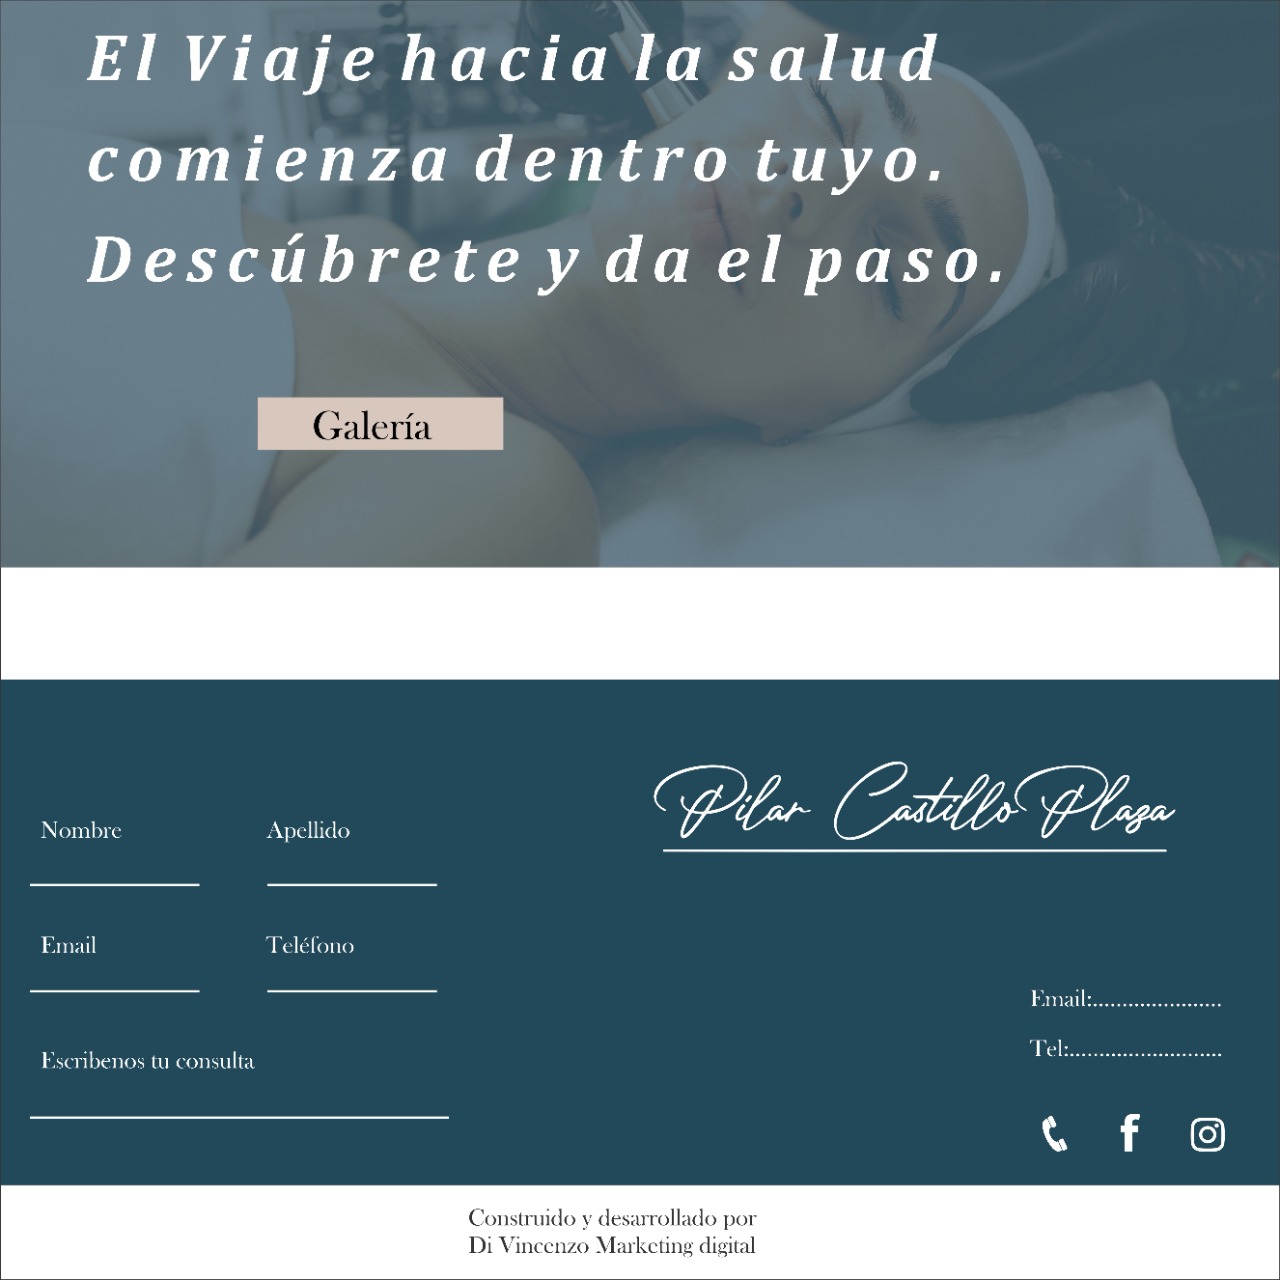 El Viaje hacia la salud
comienza dentro tuyo.
Descúbrete y da el paso.
Galería
Pilar Castillo Plaza
Nombre Apellido
Email Teléfono
Escribenos tu consulta
Email:......................
Tel:..........................
Construido y desarrollado por
Di Vincenzo Marketing digital